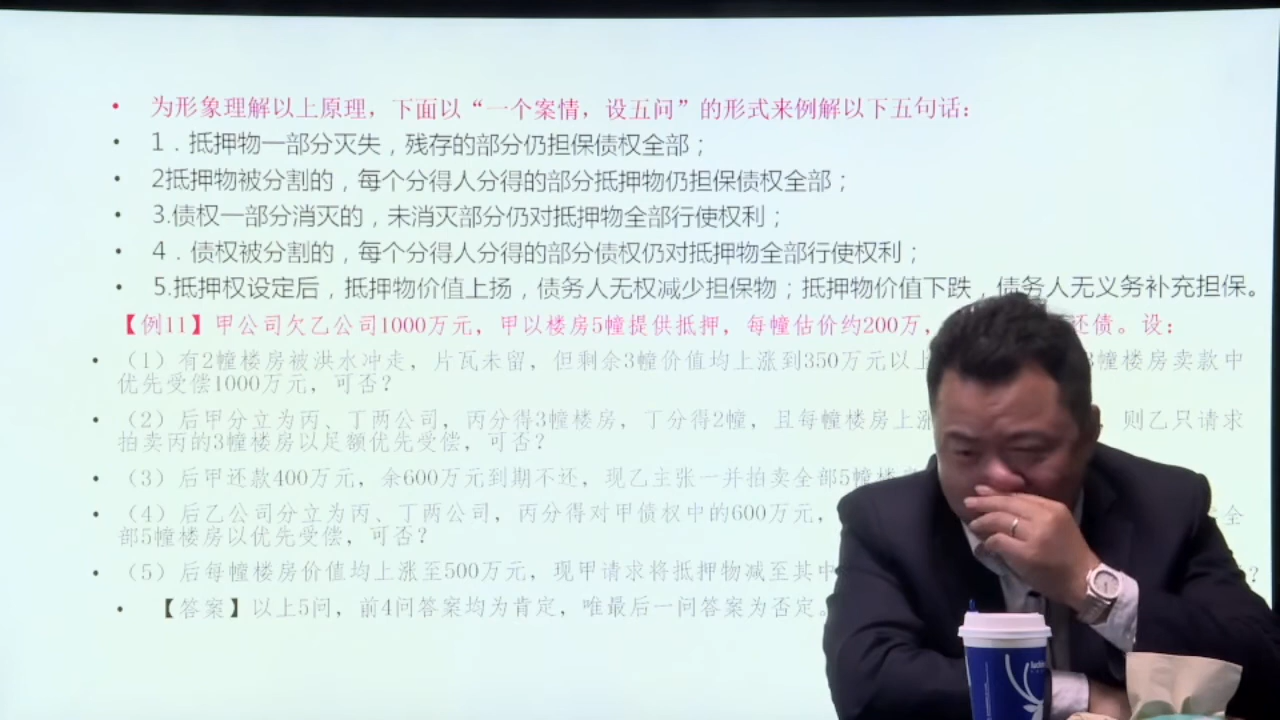 • 为形象理解以上原理，下面以“一个案情，设五问”的形式来例解以下五句话：
• 1．抵押物一部分灭失，残存的部分仍担保债权全部；
• 2抵押物被分割的，每个分得人分得的部分抵押物仍担保债权全部；
• 3.债权一部分消灭的，未消灭部分仍对抵押物全部行使权利；
• 4．债权被分割的，每个分得人分得的部分债权仍对抵押物全部行使权利；
• 5.抵押权设定后，抵押物价值上扬，债务人无权减少担保物；抵押物价值下跌，债务人无义务补充担保。
【例11】甲公司欠乙公司1000万元，甲以楼房5幢提供抵押，每幢估价约200万，还债。设：
• （1）有2幢楼房被洪水冲走，片瓦未留，但剩余3幢价值均上涨到350万元以上 幢楼房卖款中
优先受偿1000万元，可否？
• （2）后甲分立为丙、丁两公司，丙分得3幢楼房，丁分得2幢，且每幢楼房上涨 ，则乙只请求
拍卖丙的3幢楼房以足额优先受偿，可否？
• （3）后甲还款400万元，余600万元到期不还，现乙主张一并拍卖全部5幢楼
• （4）后乙公司分立为丙、丁两公司，丙分得对甲债权中的600万元， 全
部5幢楼房以优先受偿，可否？
• （5）后每幢楼房价值均上涨至500万元，现甲请求将抵押物减至其中 ？
• 【答案】以上5问，前4问答案均为肯定，唯最后一问答案为否定。
luckin